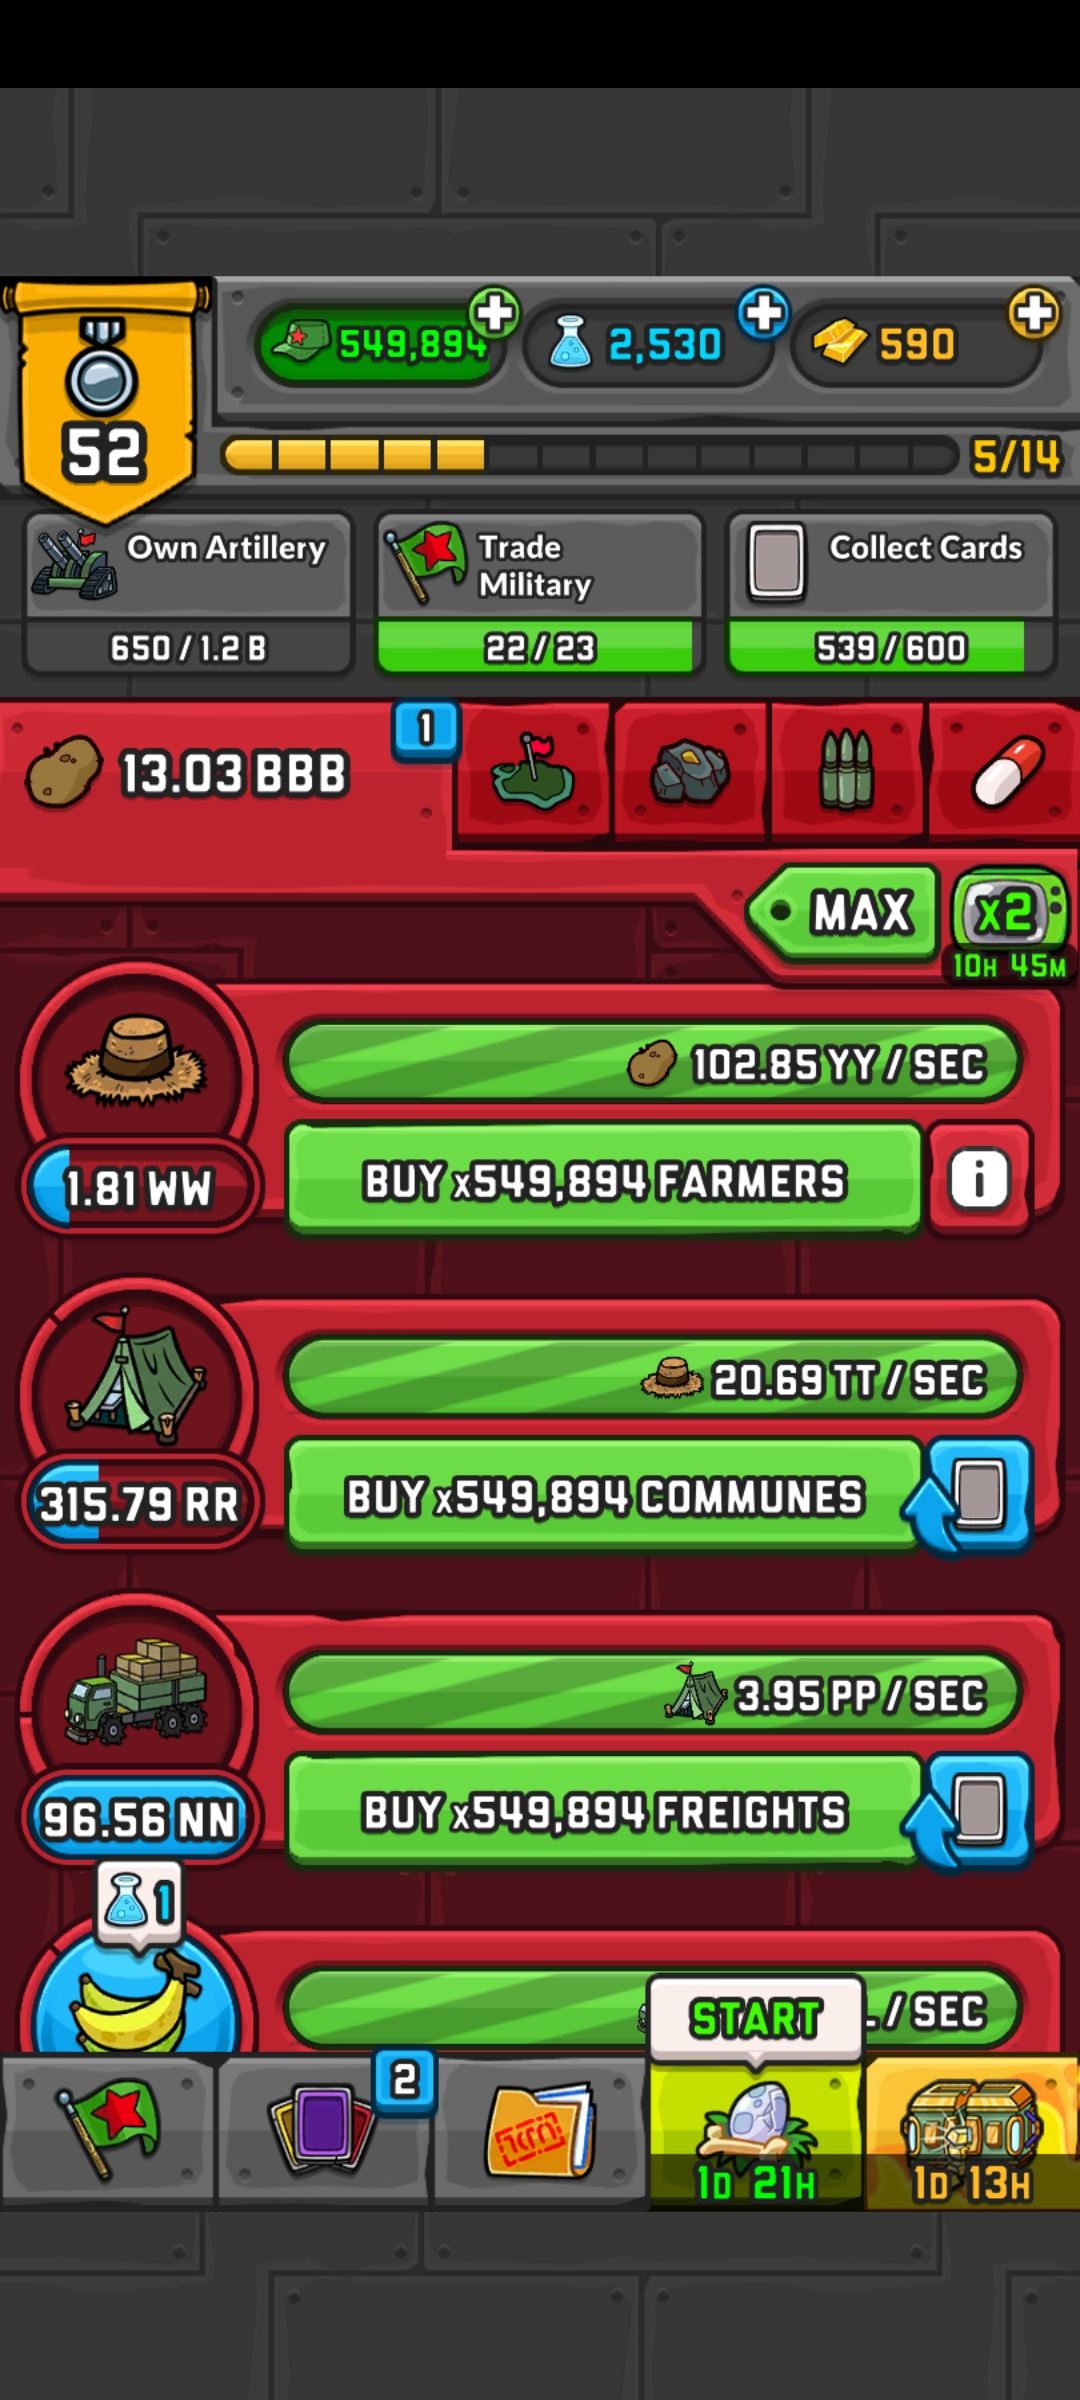 549,894
2,530
590
52
5/14
Own Artillery
650 / 1.2 B
Trade
Military
22 / 23
Collect Cards
539 / 600
13.03 BBB
1
MAX
x2
10H 45M
102.85 YY / SEC
1.81 WW
BUY x549,894 FARMERS
i
20.69 TT / SEC
315.79 RR
BUY x549,894 COMMUNES
3.95 PP / SEC
96.56 NN
BUY x549,894 FREIGHTS
1
/ SEC
START
2
1D 21H
1D 13H